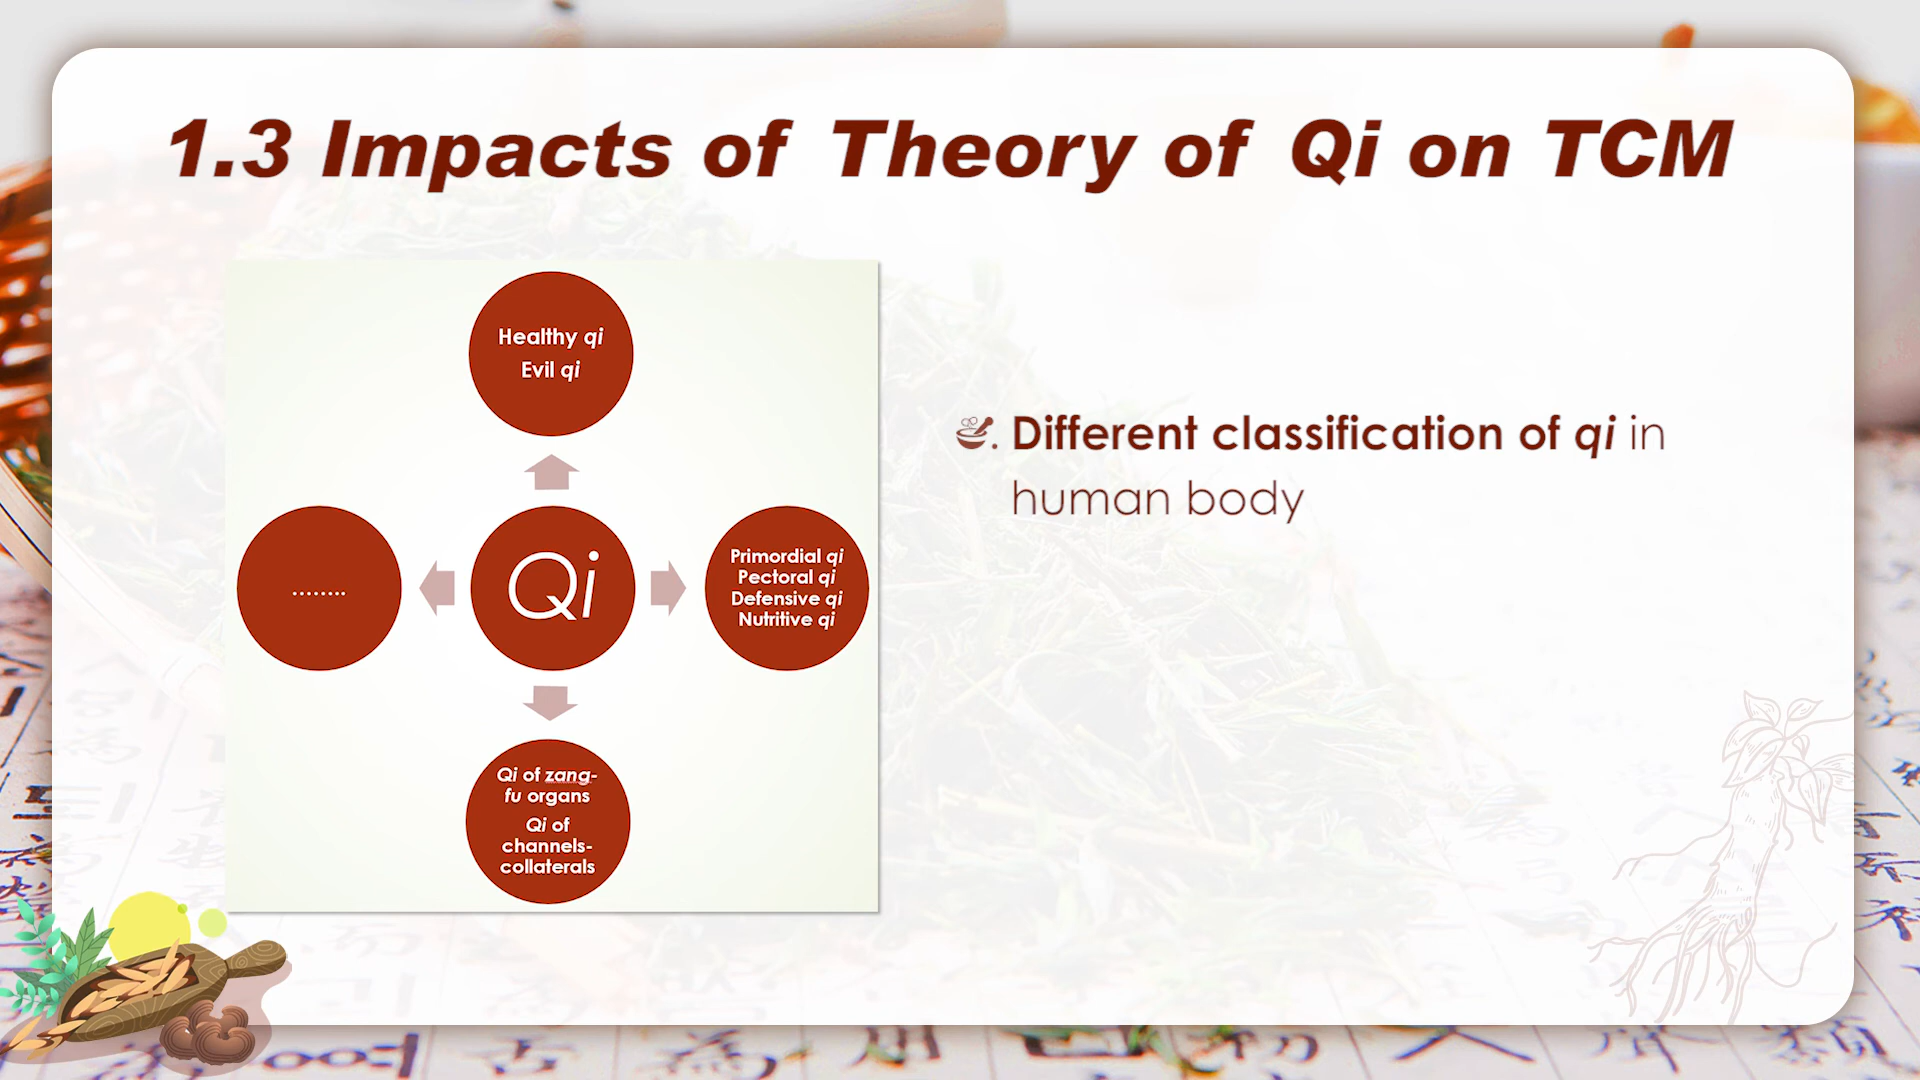 1.3 Impacts of Theory of Qi on TCM
Healthy qi
Evil qi
........
Qi
Primordial qi
Pectoral qi
Defensive qi
Nutritive qi
Qi of zang-
fu organs
Qi of
channels-
collaterals
. Different classification of qi in
human body